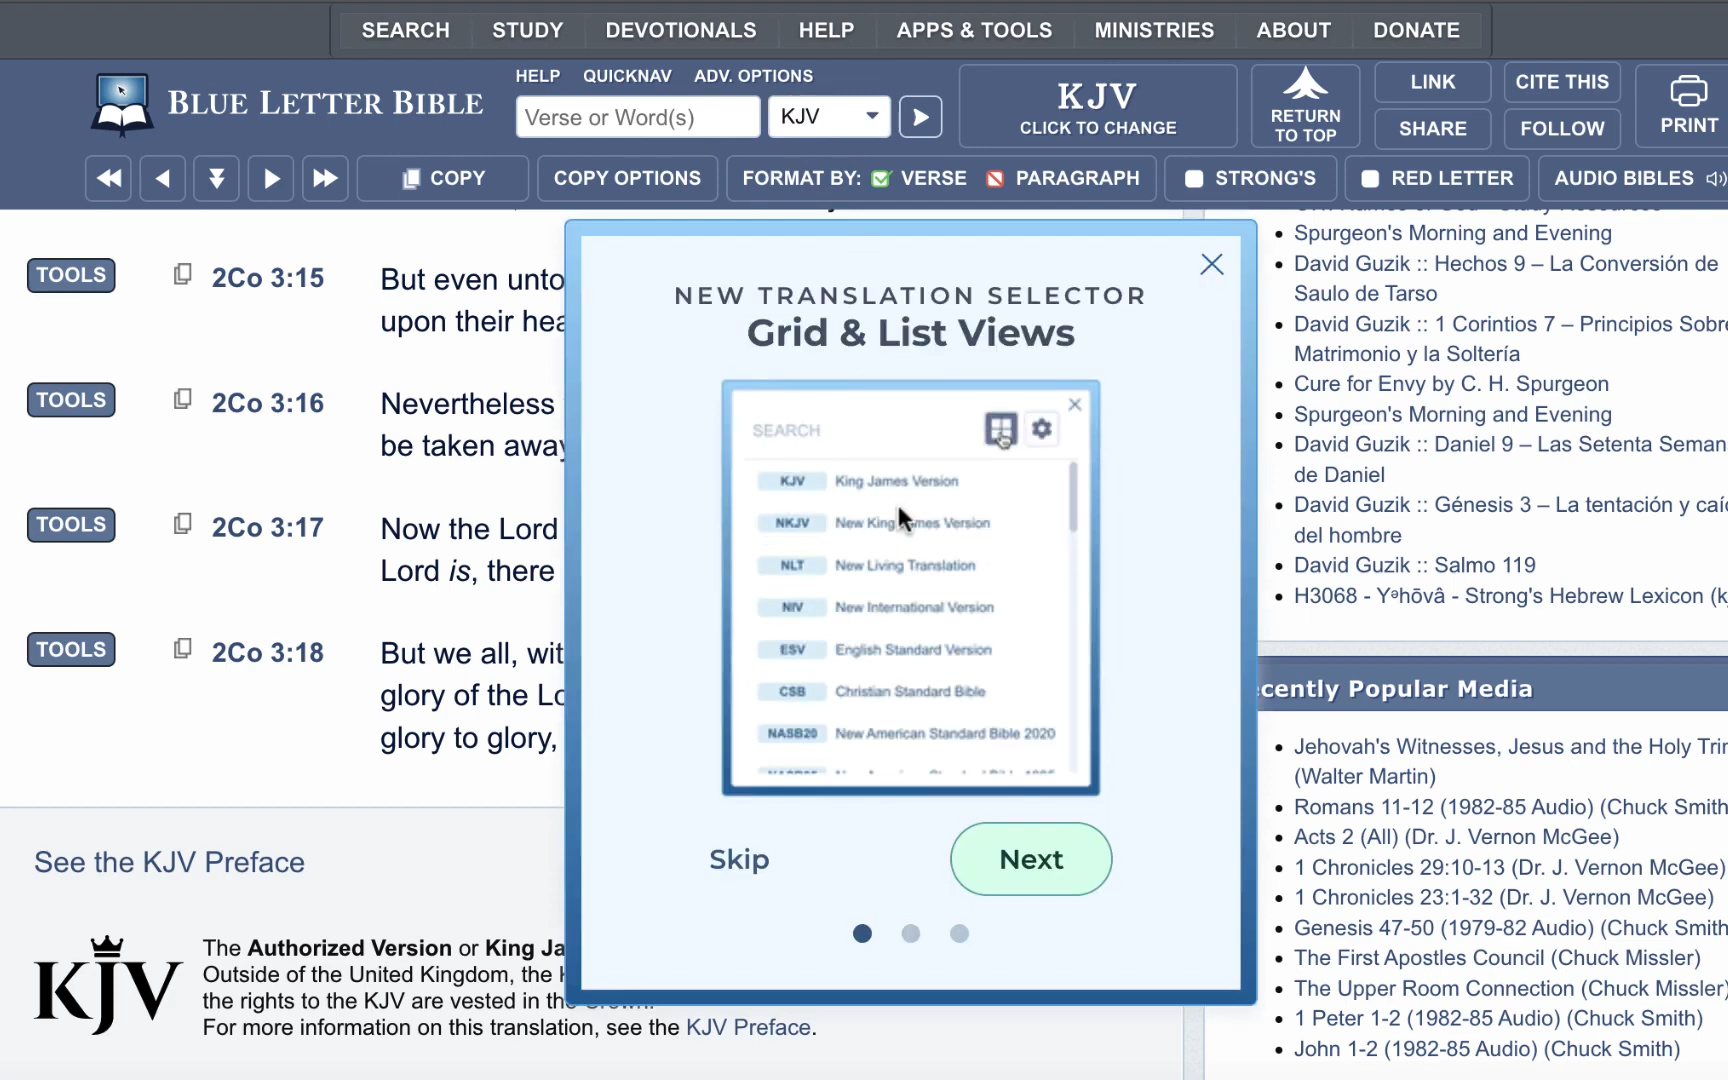 SEARCH STUDY DEVOTIONALS HELP APPS & TOOLS MINISTRIES ABOUT DONATE
BLUE LETTER BIBLE
HELP QUICKNAV ADV. OPTIONS
Verse or Word(s) KJV
KJV
CLICK TO CHANGE
RETURN
TO TOP
LINK CITE THIS
SHARE FOLLOW
PRINT
COPY COPY OPTIONS FORMAT BY: VERSE PARAGRAPH STRONG'S RED LETTER AUDIO BIBLES
TOOLS 2Co 3:15 But even unto
upon their
TOOLS 2Co 3:16 Nevertheless
be taken away
TOOLS 2Co 3:17 Now the Lord
Lord is, there
TOOLS 2Co 3:18 But we all,
glory of the
glory to glory,
See the KJV Preface
KJV
The Authorized Version or King
Outside of the United Kingdom, the
the rights to the KJV are vested in the Crown.
For more information on this translation, see the KJV Preface.
NEW TRANSLATION SELECTOR
Grid & List Views
SEARCH
KJV King James Version
NKJV New King James Version
NLT New Living Translation
NIV New International Version
ESV English Standard Version
CSB Christian Standard Bible
NASB20 New American Standard Bible 2020
Skip Next
Study Resources
Spurgeon's Morning and Evening
David Guzik :: Hechos 9 – La Conversión de
Saulo de Tarso
David Guzik :: 1 Corintios 7 – Principios Sobre
Matrimonio y la Soltería
Cure for Envy by C. H. Spurgeon
Spurgeon's Morning and Evening
David Guzik :: Daniel 9 – Las Setenta
de Daniel
David Guzik :: Génesis 3 – La tentación y
del hombre
David Guzik :: Salmo 119
H3068 - Yᵊhōvâ - Strong's Hebrew Lexicon
Popular Media
Jehovah's Witnesses, Jesus and the Holy
(Walter Martin)
Romans 11-12 (1982-85 Audio) (Chuck Smith
Acts 2 (All) (Dr. J. Vernon McGee)
1 Chronicles 29:10-13 (Dr. J. Vernon McGee)
1 Chronicles 23:1-32 (Dr. J. Vernon McGee)
Genesis 47-50 (1979-82 Audio) (Chuck Smith
The First Apostles Council (Chuck Missler)
The Upper Room Connection (Chuck Missler)
1 Peter 1-2 (1982-85 Audio) (Chuck Smith)
John 1-2 (1982-85 Audio) (Chuck Smith)